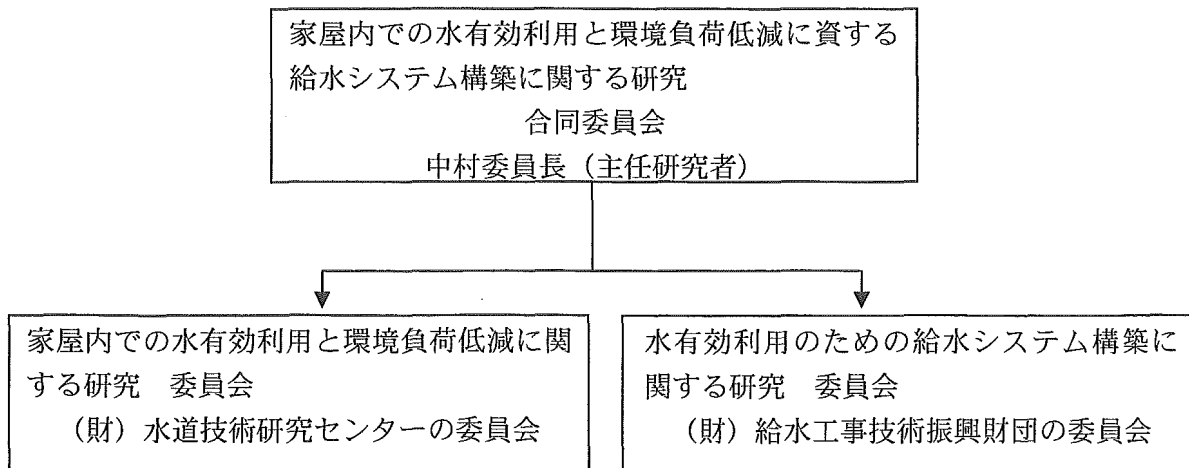 家屋内での水有効利用と環境負荷低減に資する
給水システム構築に関する研究
合同委員会
中村委員長（主任研究者）
家屋内での水有効利用と環境負荷低減に関
する研究　委員会
（財）水道技術研究センターの委員会
水有効利用のための給水システム構築に
関する研究　委員会
（財）給水工事技術振興財団の委員会